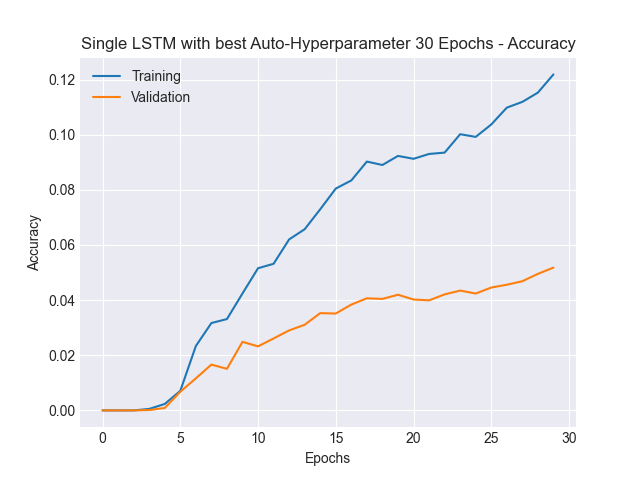 Single LSTM with best Auto-Hyperparameter 30 Epochs - Accuracy
Training
Validation
0.12
0.10
0.08
0.06
0.04
0.02
0.00
Accuracy
0 5 10 15 20 25 30
Epochs